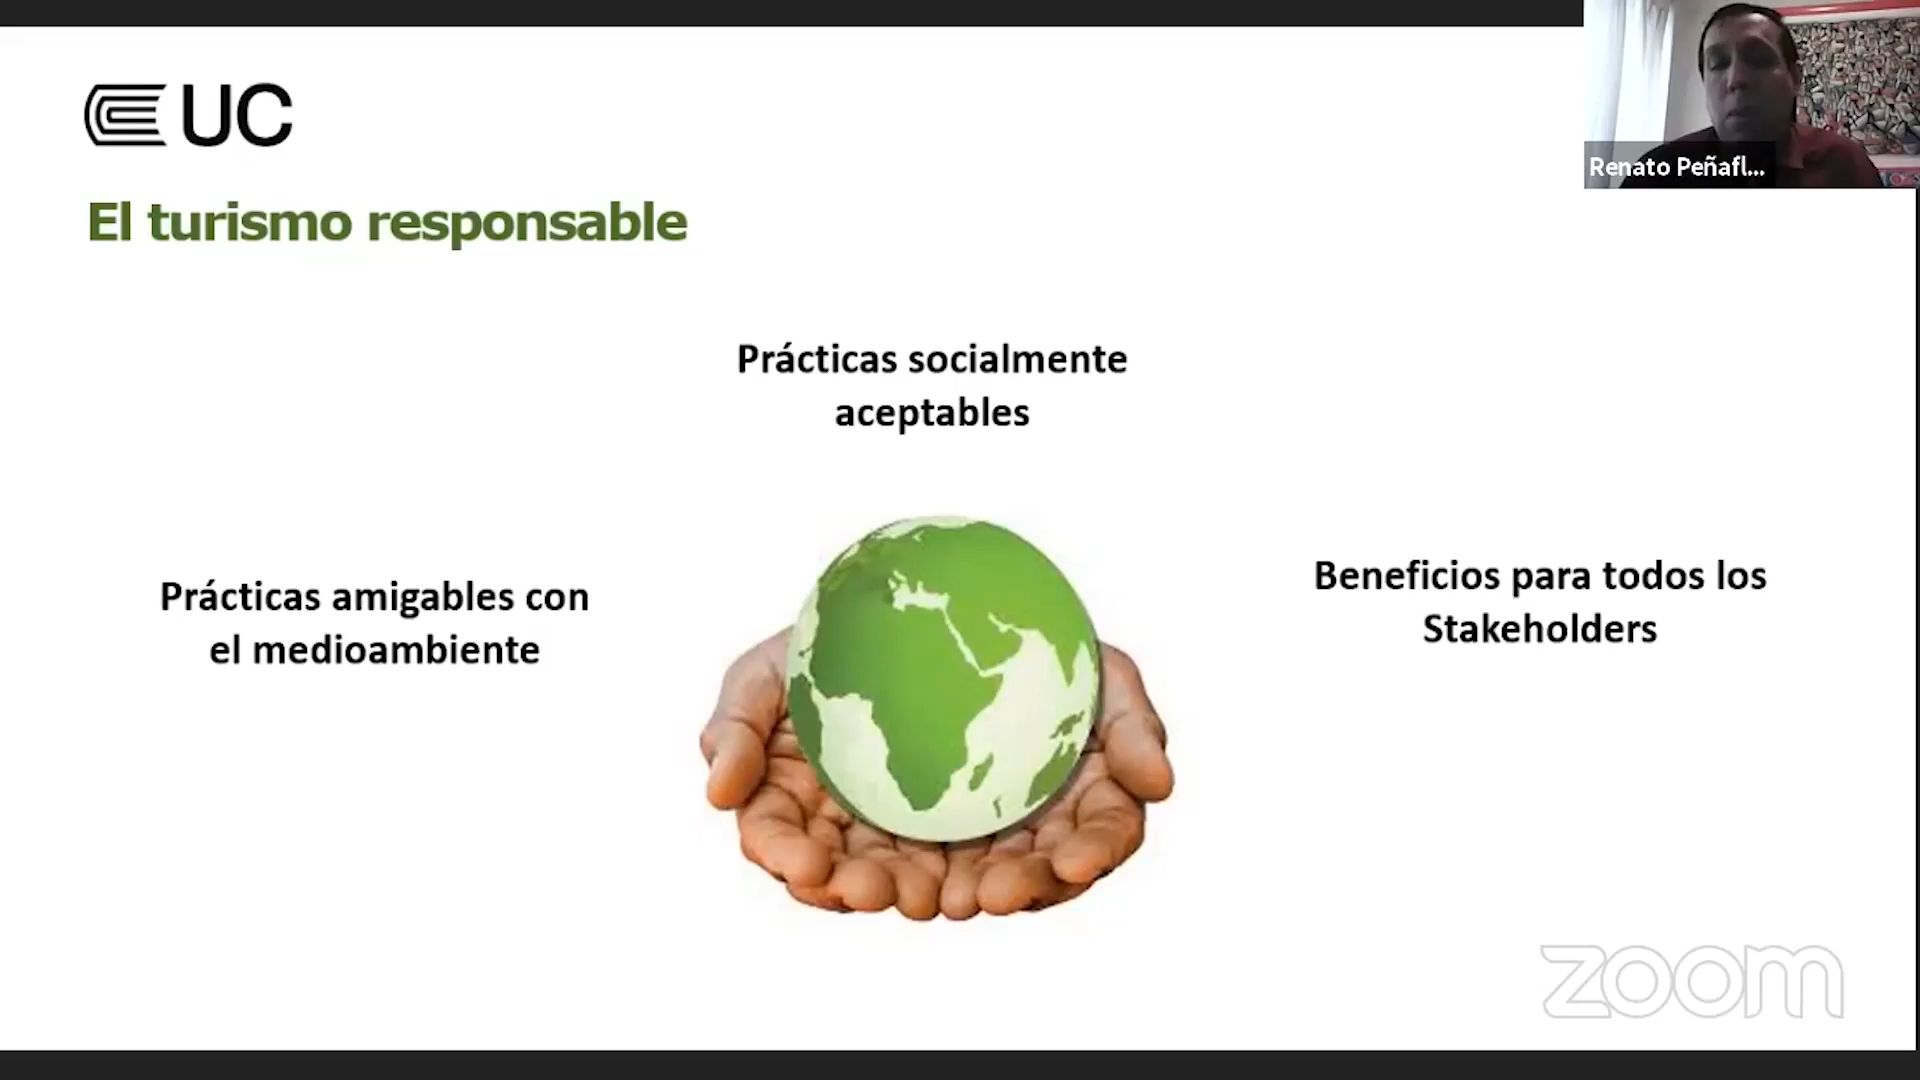 UC
Renato Peñafl...
El turismo responsable
Prácticas socialmente
aceptables
Prácticas amigables con
el medioambiente
Beneficios para todos los
Stakeholders
zoom